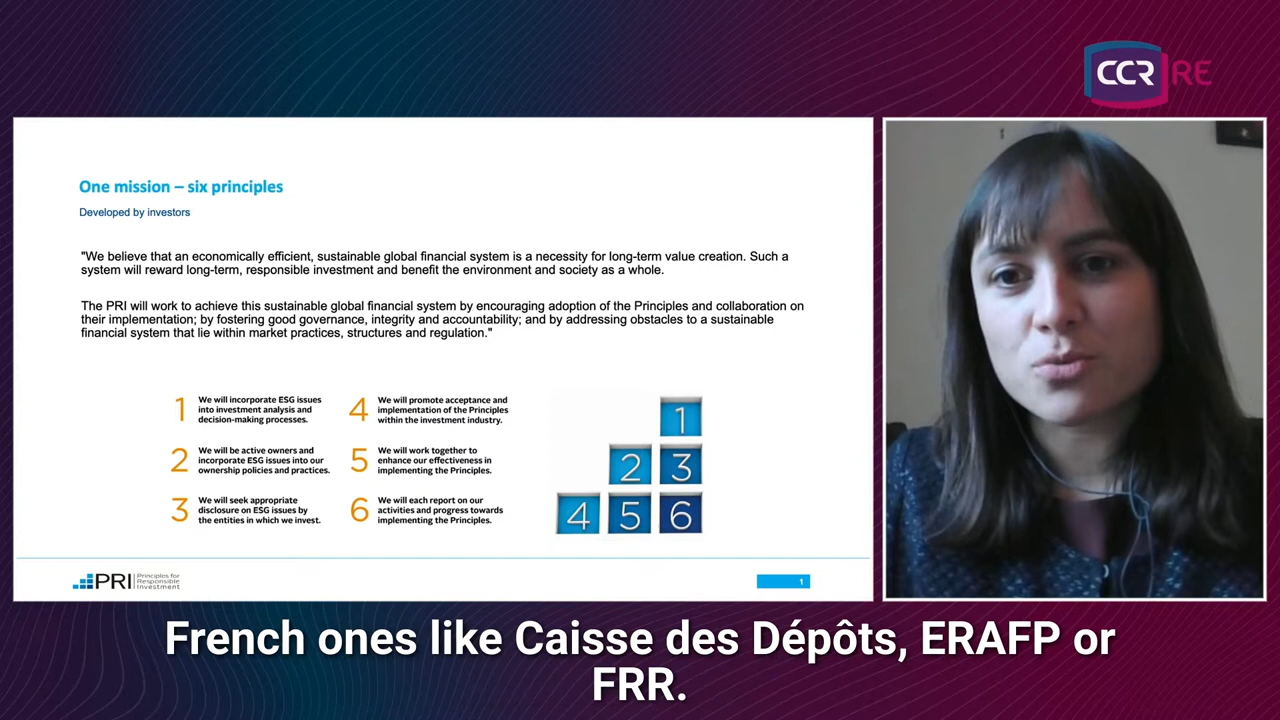 CCR RE
One mission – six principles
Developed by investors
"We believe that an economically efficient, sustainable global financial system is a necessity for long-term value creation. Such a
system will reward long-term, responsible investment and benefit the environment and society as a whole.
The PRI will work to achieve this sustainable global financial system by encouraging adoption of the Principles and collaboration on
their implementation; by fostering good governance, integrity and accountability; and by addressing obstacles to a sustainable
financial system that lie within market practices, structures and regulation."
1 We will incorporate ESG issues
into investment analysis and
decision-making processes.
2 We will be active owners and
incorporate ESG issues into our
ownership policies and practices.
3 We will seek appropriate
disclosure on ESG issues by
the entities in which we invest.
4 We will promote acceptance and
implementation of the Principles
within the investment industry.
5 We will work together to
enhance our effectiveness in
implementing the Principles.
6 We will each report on our
activities and progress towards
implementing the Principles.
1
2 3
4 5 6
PRI Principles for
Responsible
Investment
1
French ones like Caisse des Dépôts, ERAFP or
FRR.